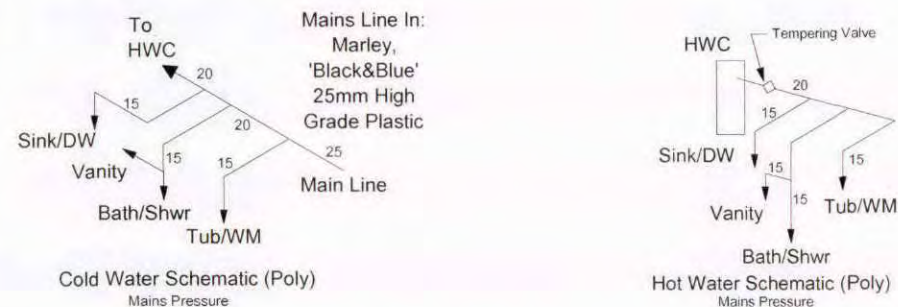 To
HWC
20
15
Sink/DW
20
15
Vanity
Bath/Shwr
15
Tub/WM
25
Main Line
Mains Line In:
Marley,
'Black&Blue'
25mm High
Grade Plastic
Cold Water Schematic (Poly)
Mains Pressure
HWC
Tempering Valve
20
15
Sink/DW
15
Vanity
15
Bath/Shwr
15
Tub/WM
Hot Water Schematic (Poly)
Mains Pressure